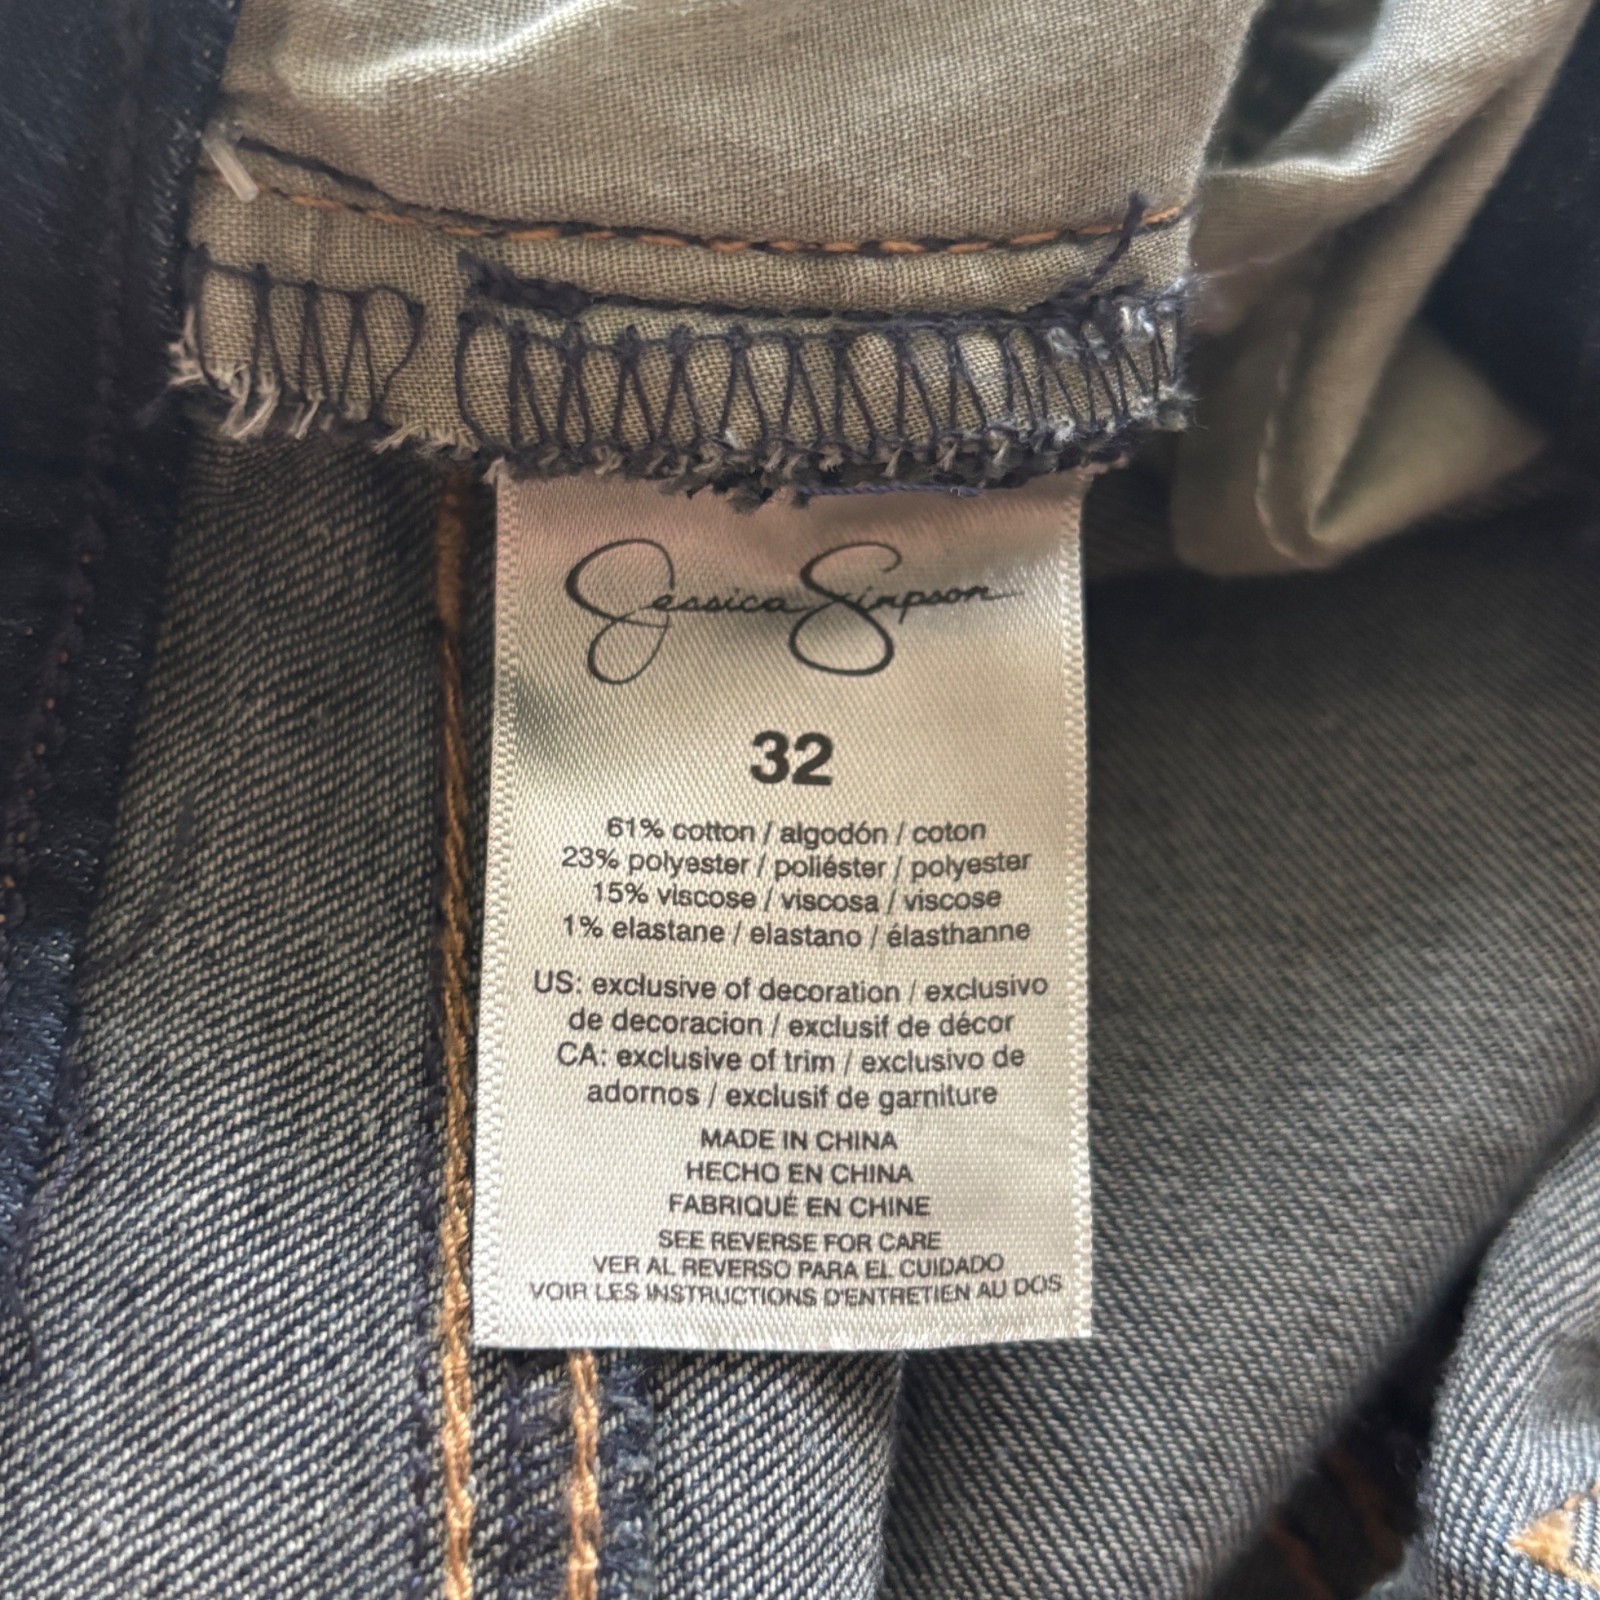 Jessica Simpson
32
61% cotton / algodón / coton
23% polyester / poliéster / polyester
15% viscose / viscosa / viscose
1% elastane / elastano / élasthanne
US: exclusive of decoration / exclusivo
de decoracion / exclusif de décor
CA: exclusive of trim / exclusivo de
adornos / exclusif de garniture
MADE IN CHINA
HECHO EN CHINA
FABRIQUÉ EN CHINE
SEE REVERSE FOR CARE
VER AL REVERSO PARA EL CUIDADO
VOIR LES INSTRUCTIONS D'ENTRETIEN AU DOS